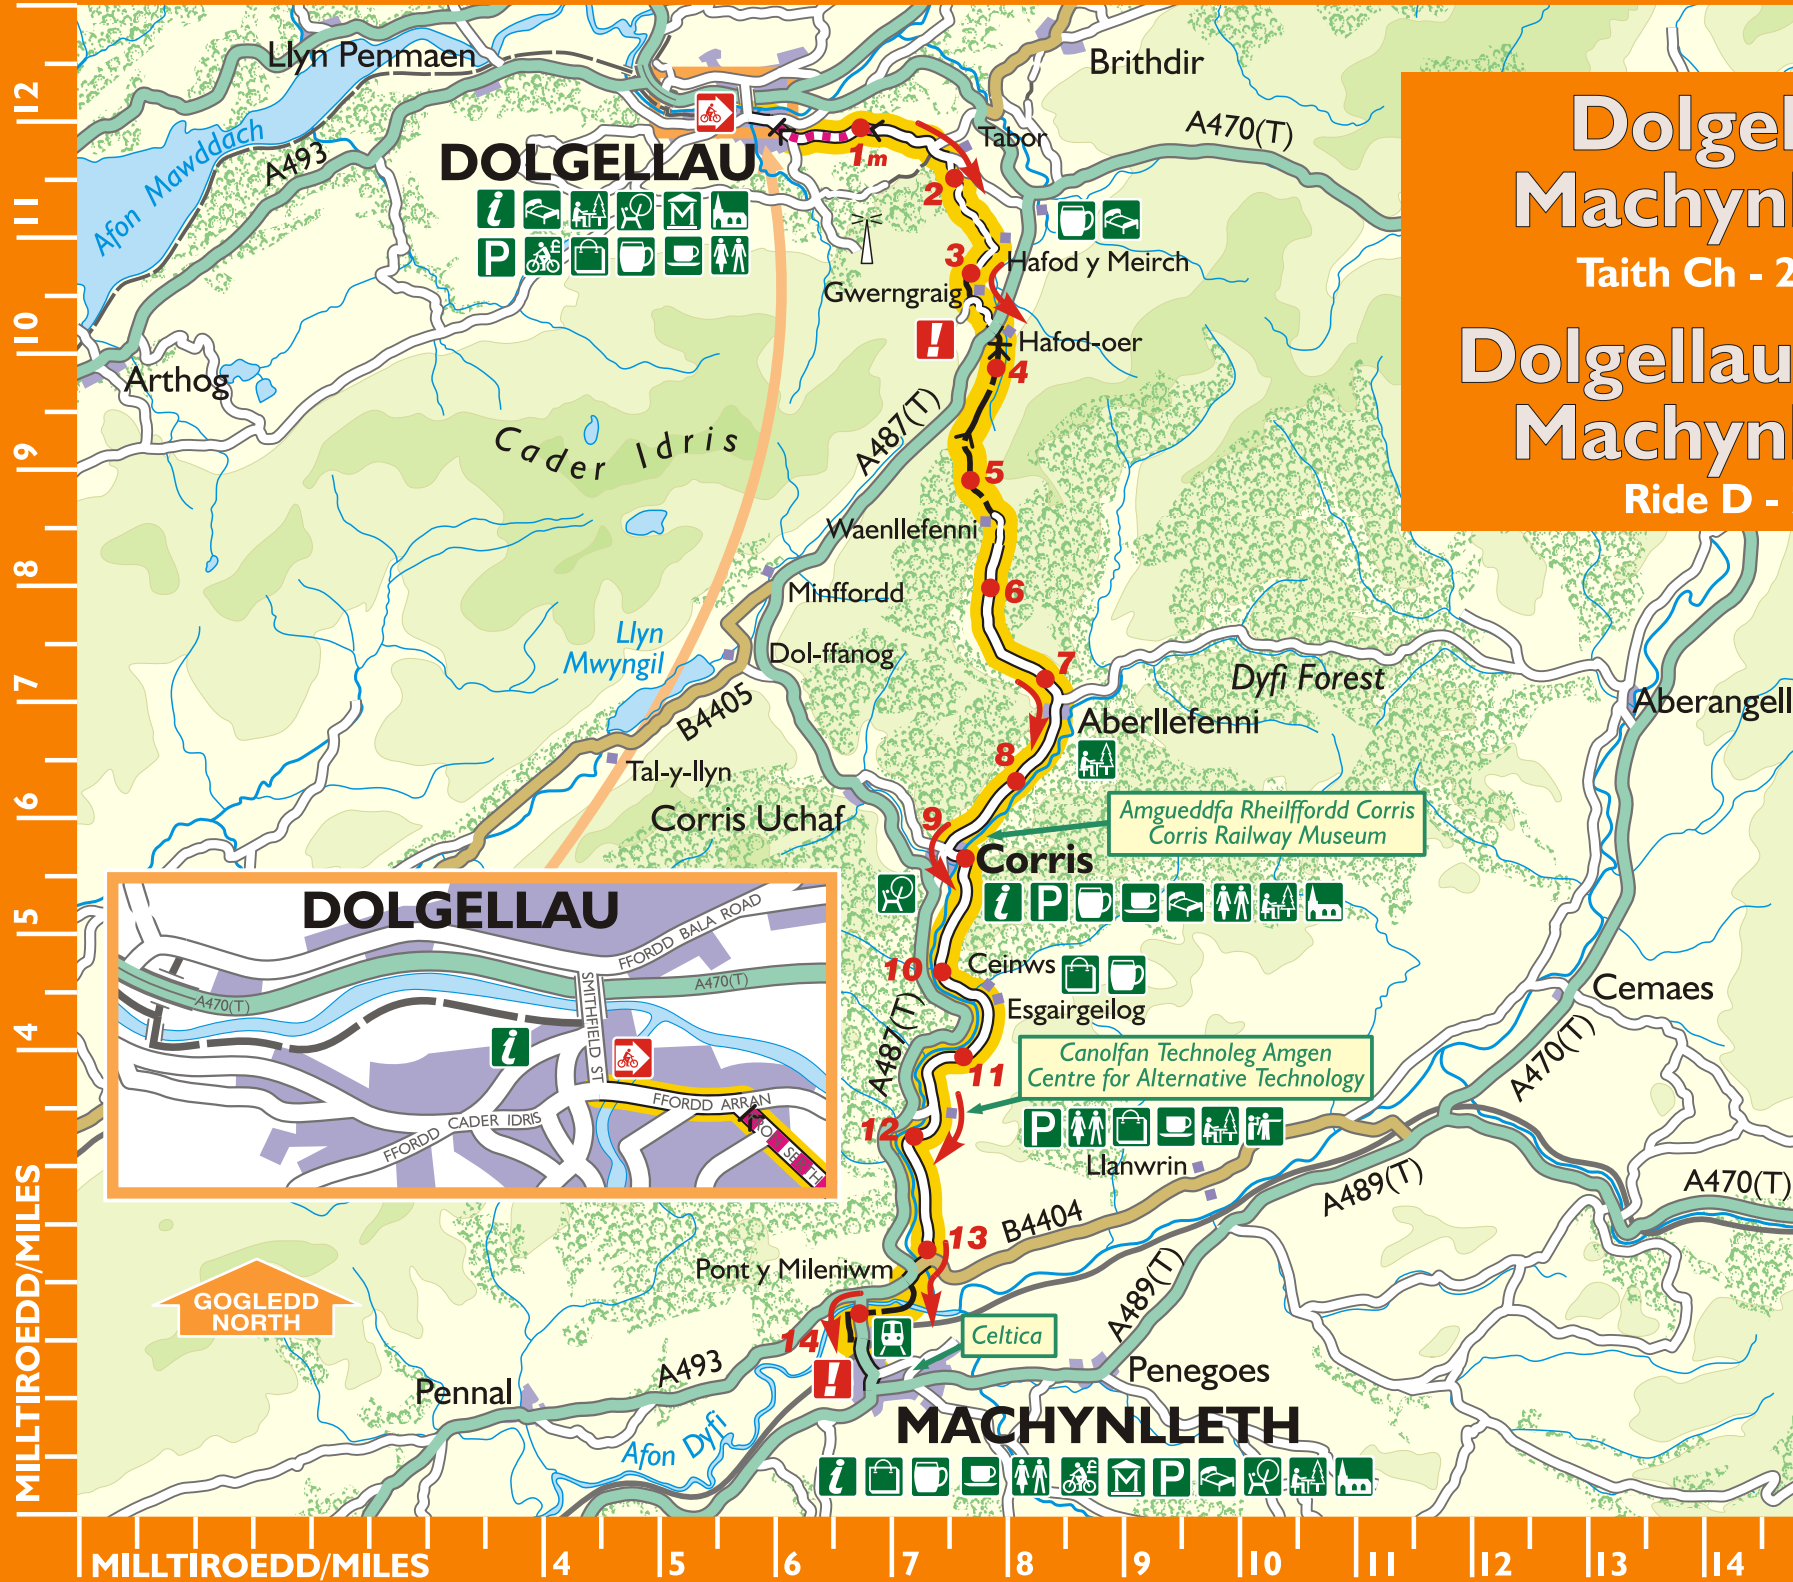 Llyn Penmaen
Brithdir
Dolgel
Machynl
Taith Ch - 2
Dolgellau
Machynl
Ride D -
A470(T)
Tabor
A493
Afon Mawddach
DOLGELLAU
i
P
£
1m
2
3
Hafod y Meirch
Gwerngraig
!
Hafod-oer
4
Arthog
A487(T)
Cader Idris
5
Waenllefenni
6
Minffordd
Llyn
Mwyngil
Dol-ffanog
7
Dyfi Forest
B4405
Aberangell
Aberllefenni
8
Tal-y-llyn
Corris Uchaf
9
Amgueddfa Rheilffordd Corris
Corris Railway Museum
Corris
i P
10
Ceinws
Cemaes
Esgairgeilog
A487(T)
A470(T)
Canolfan Technoleg Amgen
Centre for Alternative Technology
11
P
12
Llanwrin
A489(T)
A470(T)
B4404
13
Pont y Mileniwm
A489(T)
14
Celtica
!
A493
Penegoes
Pennal
MACHYNLLETH
Afon Dyfi
i
£
P
GOGLEDD
NORTH
DOLGELLAU
FFORDD BALA ROAD
A470(T)
A470(T)
SMITHFIELD ST
i
FFORDD ARRAN
FFORDD CADER IDRIS
MILLTIROEDD/MILES
4
5
6
7
8
9
10
11
12
MILLTIROEDD/MILES
4
5
6
7
8
9
10
11
12
13
14